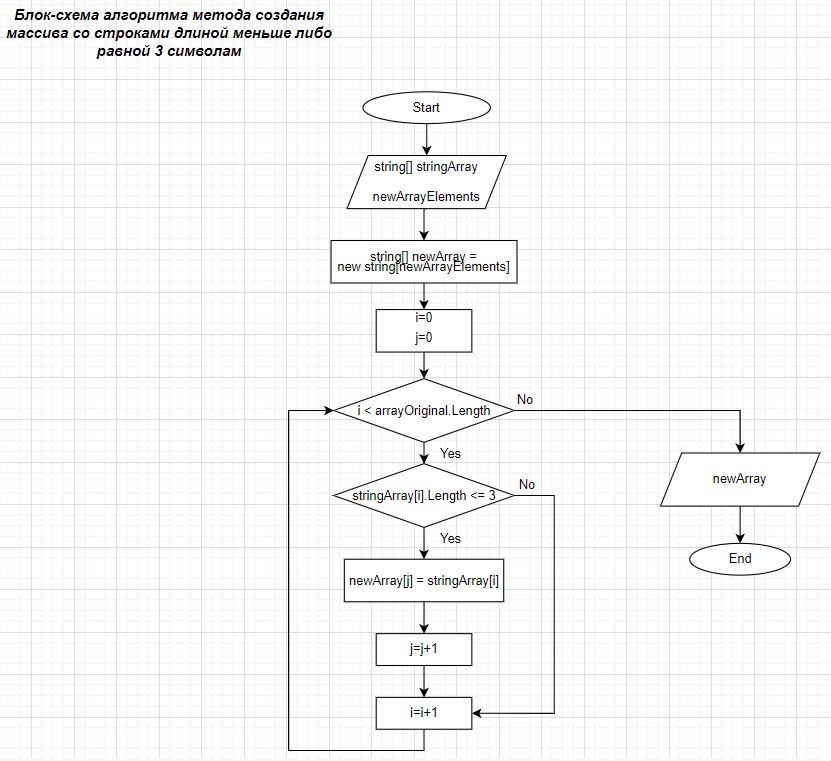 Блок-схема алгоритма метода создания
массива со строками длиной меньше либо
равной 3 символам
Start
string[] stringArray
newArrayElements
string[] newArray =
new string[newArrayElements]
i=0
j=0
i < arrayOriginal.Length
No
Yes
stringArray[i].Length <= 3
No
Yes
newArray[j] = stringArray[i]
j=j+1
i=i+1
newArray
End